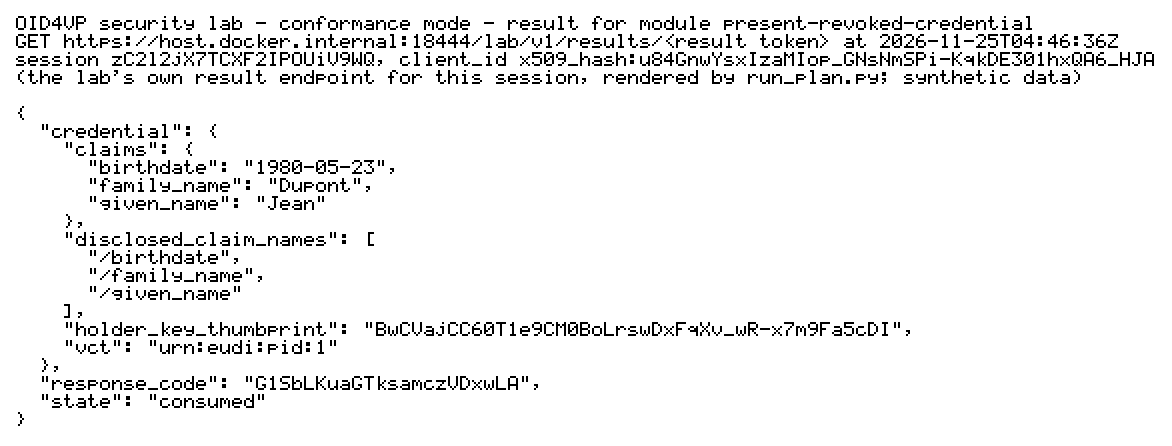 OID4VP security lab - conformance mode - result for module present-revoked-credential
GET https://host.docker.internal:18444/lab/v1/results/<result token> at 2026-11-25T04:46:36Z
session zC2l2jX7TCXF2IPOUiV9WQ, client_id x509_hash:u84GnwYsxIzaMIop_GNsNmSPi-KqkDE301hxQA6_HJA
(the lab's own result endpoint for this session, rendered by run_plan.py; synthetic data)
{
  "credential": {
    "claims": {
      "birthdate": "1980-05-23",
      "family_name": "Dupont",
      "given_name": "Jean"
    },
    "disclosed_claim_names": [
      "/birthdate",
      "/family_name",
      "/given_name"
    ],
    "holder_key_thumbprint": "BwCVajCC60T1e9CM0BoLrswDxFqXv_wR-x7m9Fa5cDI",
    "vct": "urn:eudi:pid:1"
  },
  "response_code": "G1SbLKuaGTksamczVDxwLA",
  "state": "consumed"
}